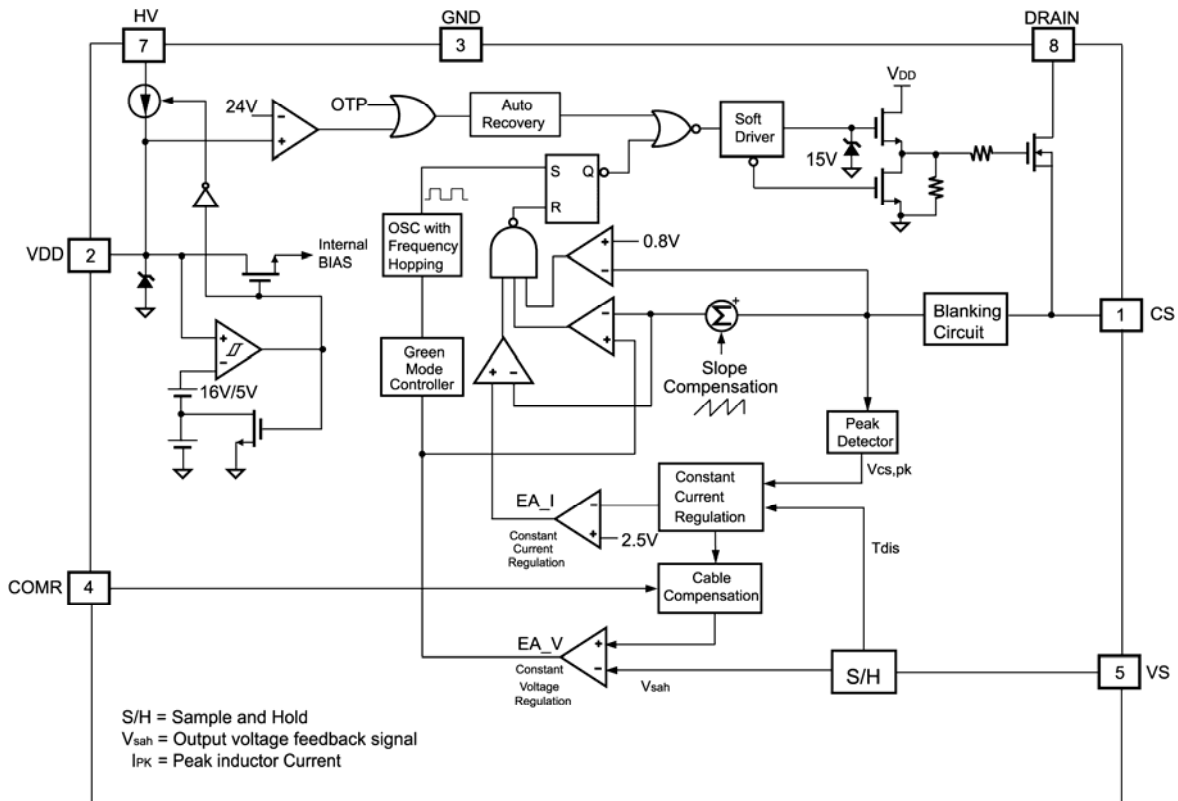 HV
GND
DRAIN
7
3
8
24V
−
+
OTP
Auto
Recovery
Soft
Driver
VDD
15V
S
Q
R
OSC with
Frequency
Hopping
0.8V
+
−
VDD
2
Internal
BIAS
+
−
16V/5V
Green
Mode
Controller
+
−
−
+
Σ
+
Slope
Compensation
Blanking
Circuit
1
CS
Peak
Detector
Vcs,pk
EA_I
Constant
Current
Regulation
−
+
2.5V
Constant
Current
Regulation
Tdis
COMR
4
Cable
Compensation
EA_V
Constant
Voltage
Regulation
+
−
Vsah
S/H
5
VS
S/H = Sample and Hold
Vsah = Output voltage feedback signal
IPK = Peak inductor Current